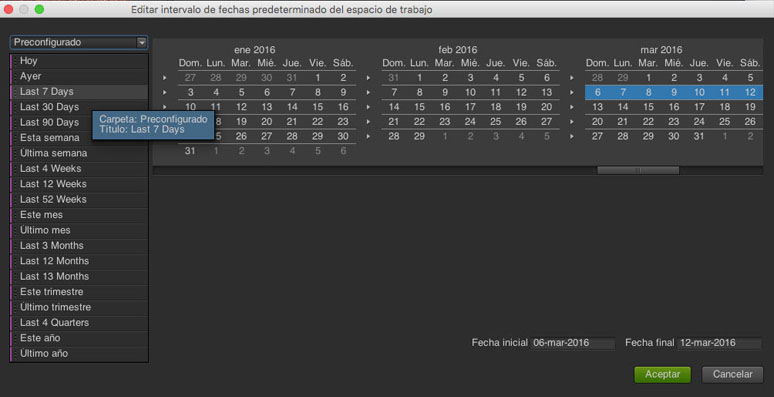 Editar intervalo de fechas predeterminado del espacio de trabajo
Preconfigurado
Hoy
Ayer
Last 7 Days
Last 30 Days
Last 90 Days
Esta semana
Última semana
Last 4 Weeks
Last 12 Weeks
Last 52 Weeks
Este mes
Último mes
Last 3 Months
Last 12 Months
Last 13 Months
Este trimestre
Último trimestre
Last 4 Quarters
Este año
Último año
Carpeta: Preconfigurado
Título: Last 7 Days
ene 2016
Dom. Lun. Mar. Mié. Jue. Vie. Sáb.
27 28 29 30 31 1 2
3 4 5 6 7 8 9
10 11 12 13 14 15 16
19 20 21 22 23
26 27 28 29 30
31 1 2 3 4 5 6
feb 2016
Dom. Lun. Mar. Mié. Jue. Vie. Sáb.
31 1 2 3 4 5 6
7 8 9 10 11 12 13
14 15 16 17 18 19 20
21 22 23 24 25 26 27
28 29 1 2 3 4 5
mar 2016
Dom. Lun. Mar. Mié. Jue. Vie. Sáb.
28 29 1 2 3 4 5
6 7 8 9 10 11 12
13 14 15 16 17 18 19
20 21 22 23 24 25 26
27 28 29 30 31 1 2
Fecha inicial 06-mar-2016 Fecha final 12-mar-2016
Aceptar Cancelar